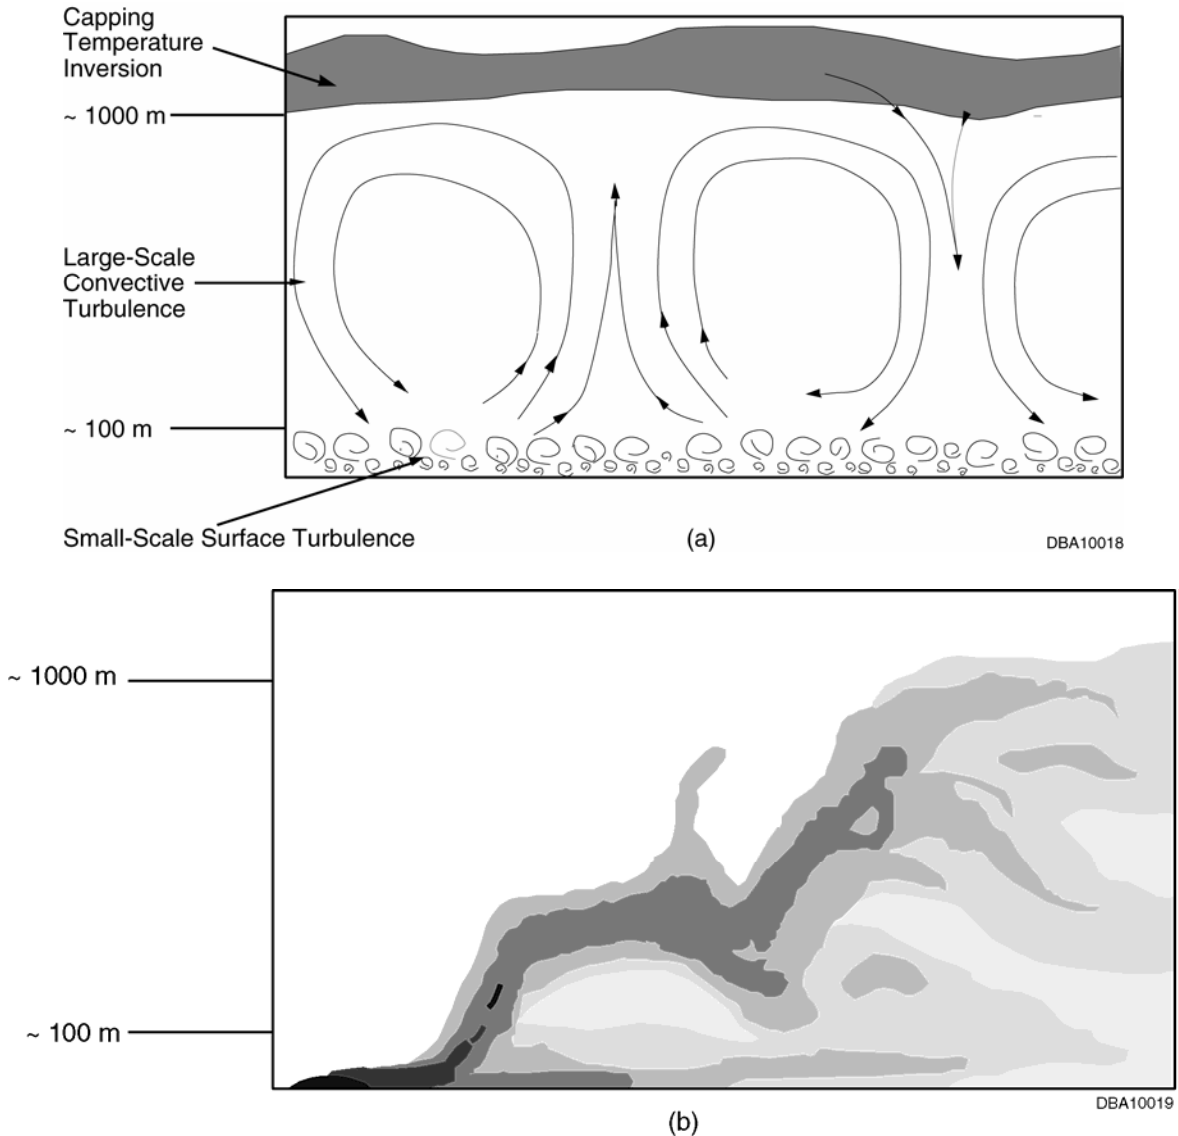 Capping
Temperature
Inversion
~ 1000 m
Large-Scale
Convective
Turbulence
~ 100 m
Small-Scale Surface Turbulence
(a)
DBA10018
~ 1000 m
~ 100 m
DBA10019
(b)